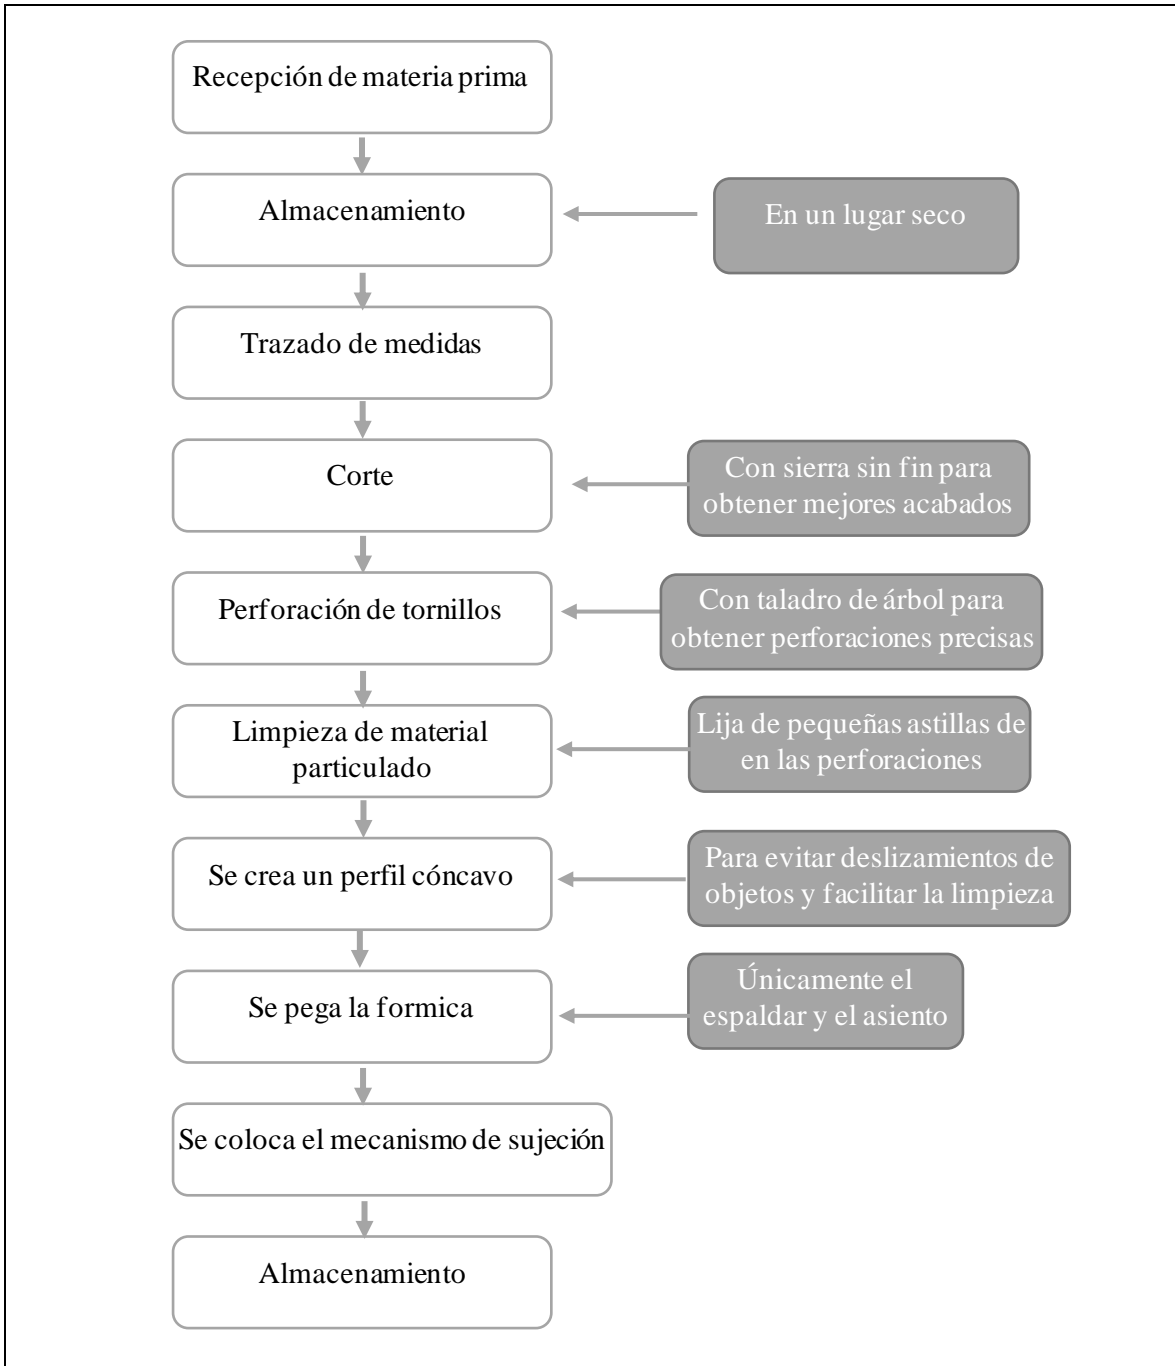 Recepción de materia prima
Almacenamiento
En un lugar seco
Trazado de medidas
Corte
Con sierra sin fin para
obtener mejores acabados
Perforación de tornillos
Con taladro de árbol para
obtener perforaciones precisas
Limpieza de material
particulado
Lija de pequeñas astillas de
en las perforaciones
Se crea un perfil cóncavo
Para evitar deslizamientos de
objetos y facilitar la limpieza
Se pega la formica
Únicamente el
espaldar y el asiento
Se coloca el mecanismo de sujeción
Almacenamiento